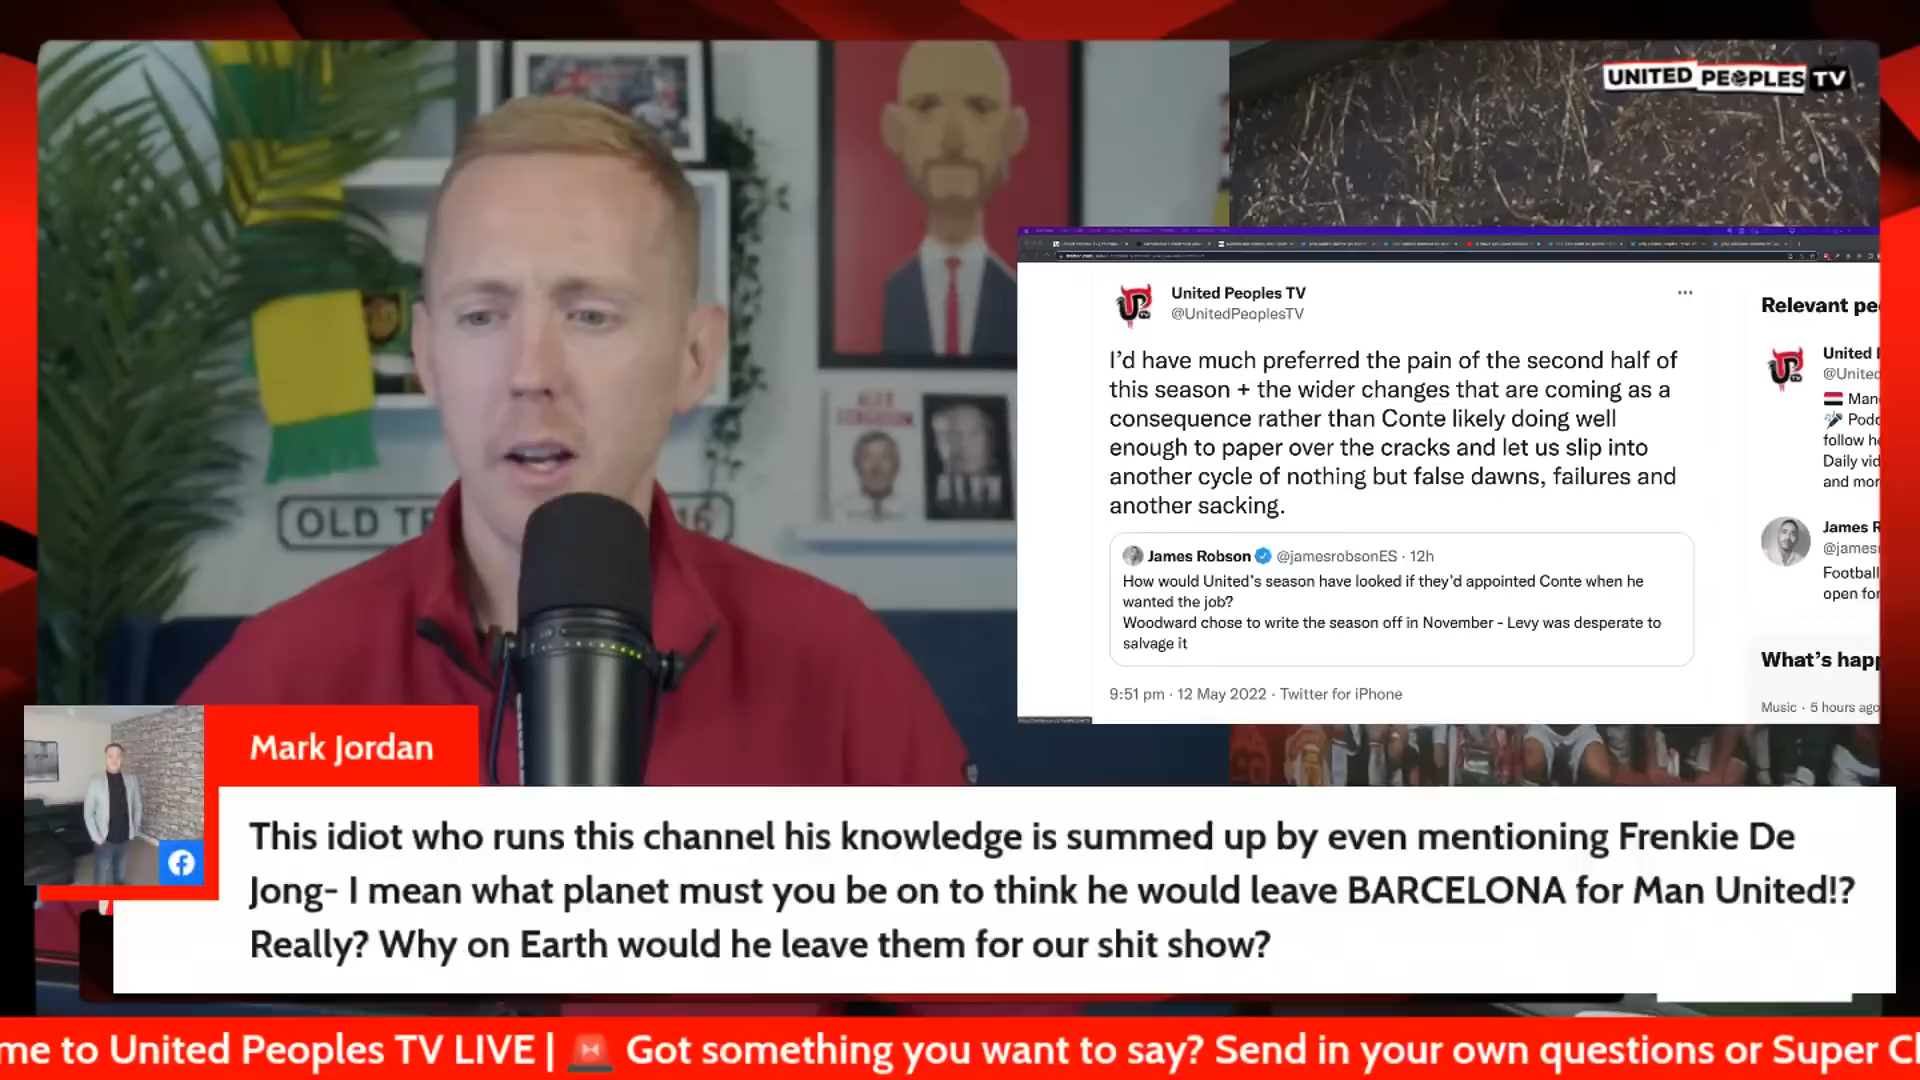 UNITED PEOPLES TV
OLD TR
16
ALEX
United Peoples TV
@UnitedPeoplesTV
I'd have much preferred the pain of the second half of
this season + the wider changes that are coming as a
consequence rather than Conte likely doing well
enough to paper over the cracks and let us slip into
another cycle of nothing but false dawns, failures and
another sacking.
James Robson @jamesrobsonES · 12h
How would United's season have looked if they'd appointed Conte when he
wanted the job?
Woodward chose to write the season off in November - Levy was desperate to
salvage it
9:51 pm · 12 May 2022 · Twitter for iPhone
Relevant pe
United
@United
Man
Podc
follow h
Daily vid
and mor
James R
@james
Football
open for
What's happ
Music · 5 hours ago
Mark Jordan
This idiot who runs this channel his knowledge is summed up by even mentioning Frenkie De
Jong- I mean what planet must you be on to think he would leave BARCELONA for Man United!?
Really? Why on Earth would he leave them for our shit show?
me to United Peoples TV LIVE | Got something you want to say? Send in your own questions or Super C